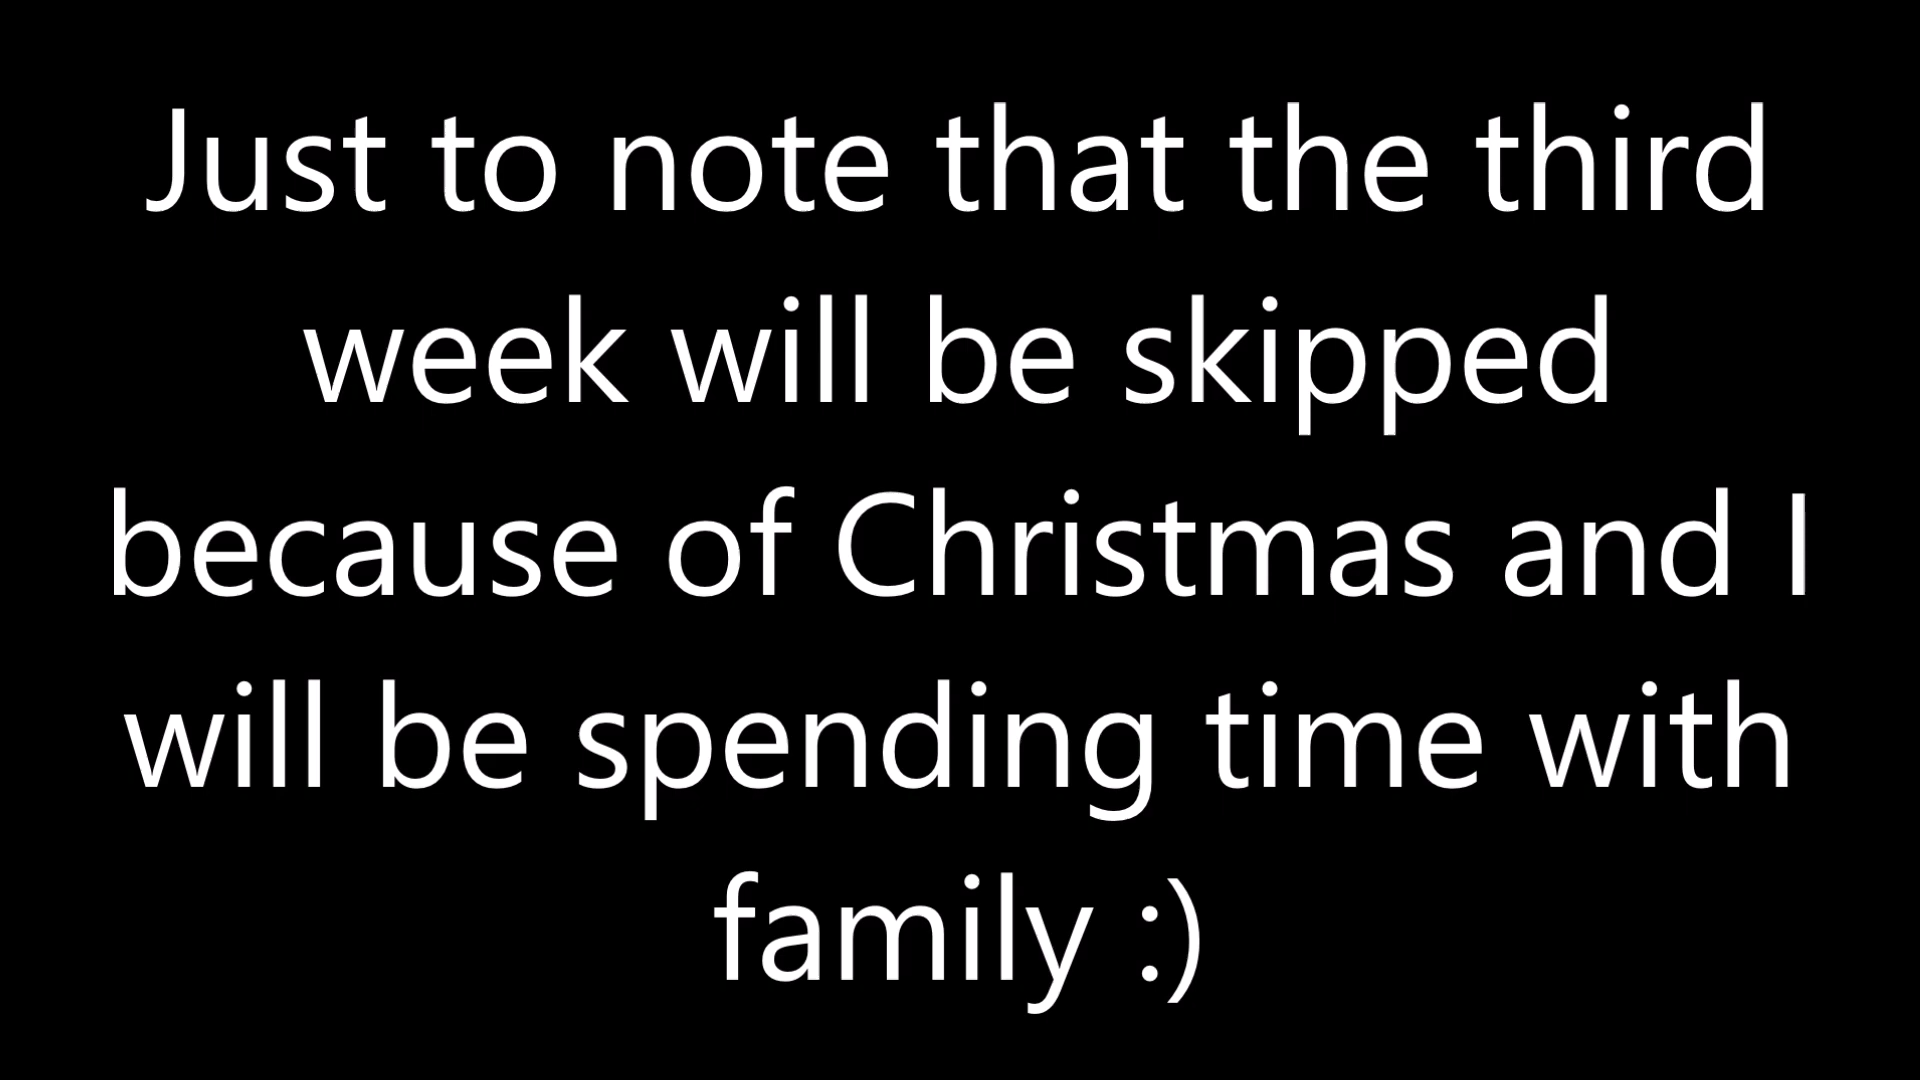 Just to note that the third
week will be skipped
because of Christmas and I
will be spending time with
family :)